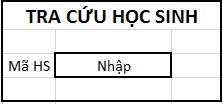 TRA CỨU HỌC SINH
Mã HS Nhập